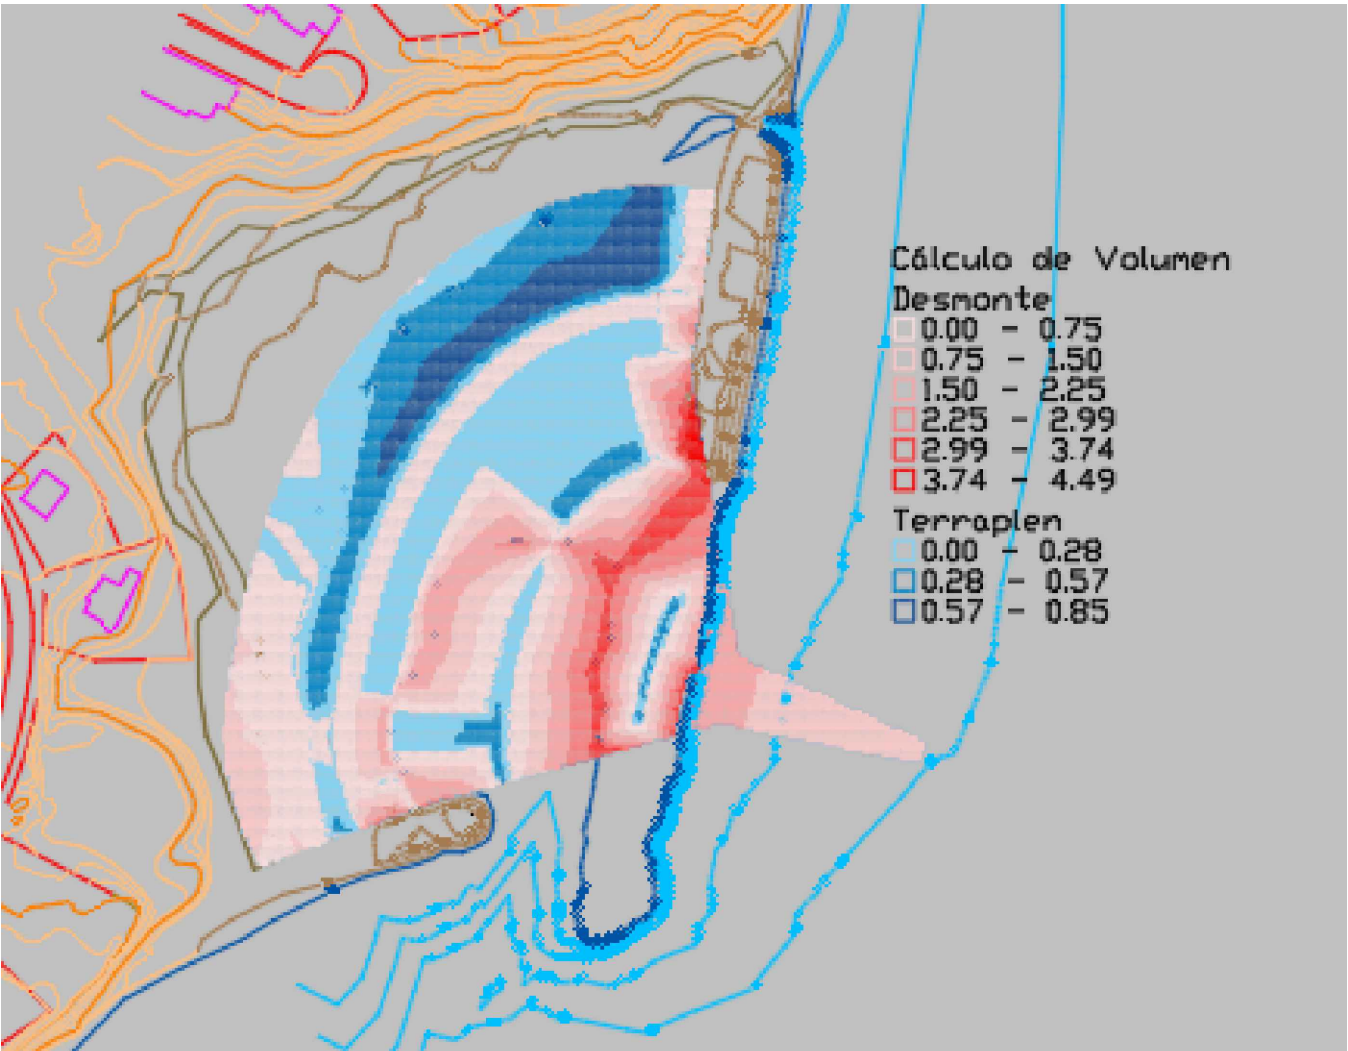 Cálculo de Volumen
Desmonte
0.00 - 0.75
0.75 - 1.50
1.50 - 2.25
2.25 - 2.99
2.99 - 3.74
3.74 - 4.49
Terraplen
0.00 - 0.28
0.28 - 0.57
0.57 - 0.85